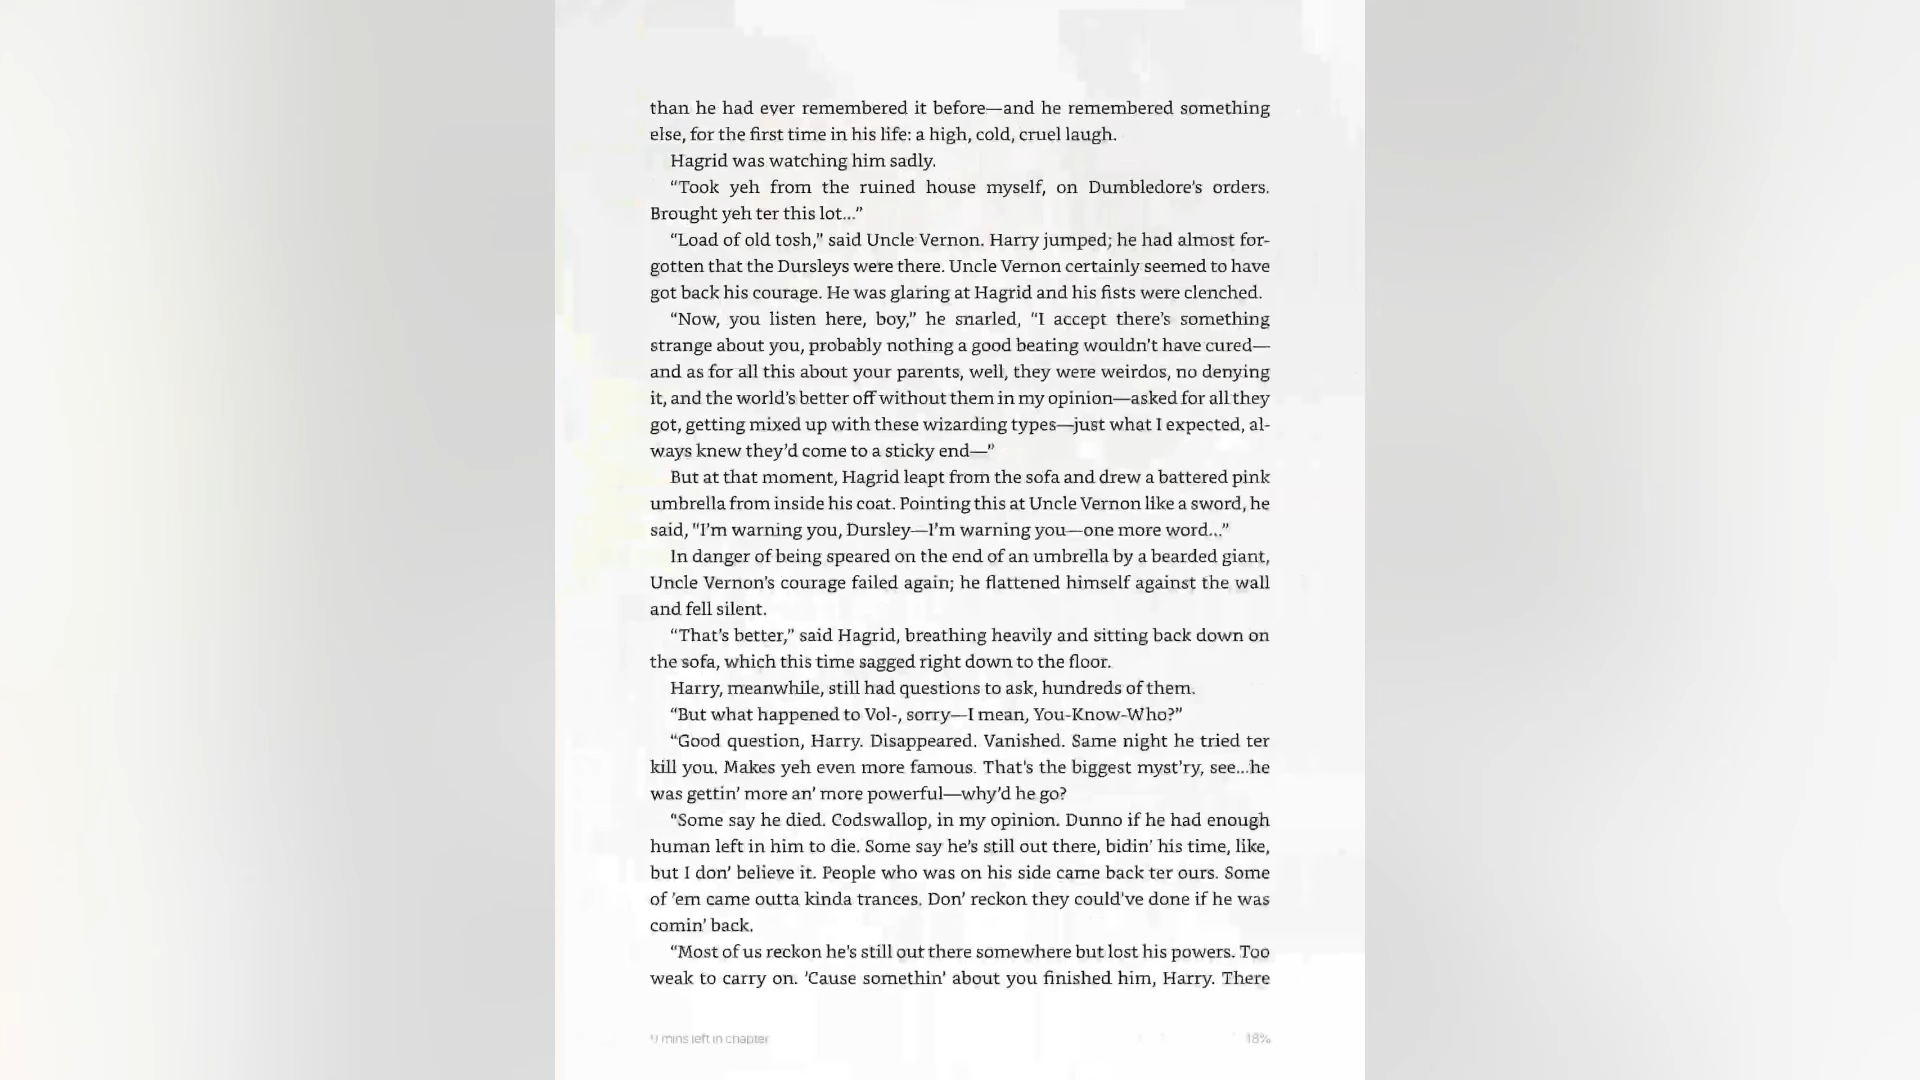 than he had ever remembered it before—and he remembered something
else, for the first time in his life: a high, cold, cruel laugh.
Hagrid was watching him sadly.
“Took yeh from the ruined house myself, on Dumbledore’s orders.
Brought yeh ter this lot...”
“Load of old tosh,” said Uncle Vernon. Harry jumped; he had almost for-
gotten that the Dursleys were there. Uncle Vernon certainly seemed to have
got back his courage. He was glaring at Hagrid and his fists were clenched.
“Now, you listen here, boy,” he snarled, “I accept there’s something
strange about you, probably nothing a good beating wouldn’t have cured—
and as for all this about your parents, well, they were weirdos, no denying
it, and the world’s better off without them in my opinion—asked for all they
got, getting mixed up with these wizarding types—just what I expected, al-
ways knew they’d come to a sticky end—”
But at that moment, Hagrid leapt from the sofa and drew a battered pink
umbrella from inside his coat. Pointing this at Uncle Vernon like a sword, he
said, “I’m warning you, Dursley—I’m warning you—one more word...”
In danger of being speared on the end of an umbrella by a bearded giant,
Uncle Vernon’s courage failed again; he flattened himself against the wall
and fell silent.
“That’s better,” said Hagrid, breathing heavily and sitting back down on
the sofa, which this time sagged right down to the floor.
Harry, meanwhile, still had questions to ask, hundreds of them.
“But what happened to Vol-, sorry—I mean, You-Know-Who?”
“Good question, Harry. Disappeared. Vanished. Same night he tried ter
kill you. Makes yeh even more famous. That’s the biggest myst’ry, see...he
was gettin’ more an’ more powerful—why’d he go?
“Some say he died. Codswallop, in my opinion. Dunno if he had enough
human left in him to die. Some say he’s still out there, bidin’ his time, like,
but I don’ believe it. People who was on his side came back ter ours. Some
of ’em came outta kinda trances. Don’ reckon they could’ve done if he was
comin’ back.
“Most of us reckon he’s still out there somewhere but lost his powers. Too
weak to carry on. ’Cause somethin’ about you finished him, Harry. There
mins left in chapter
18%